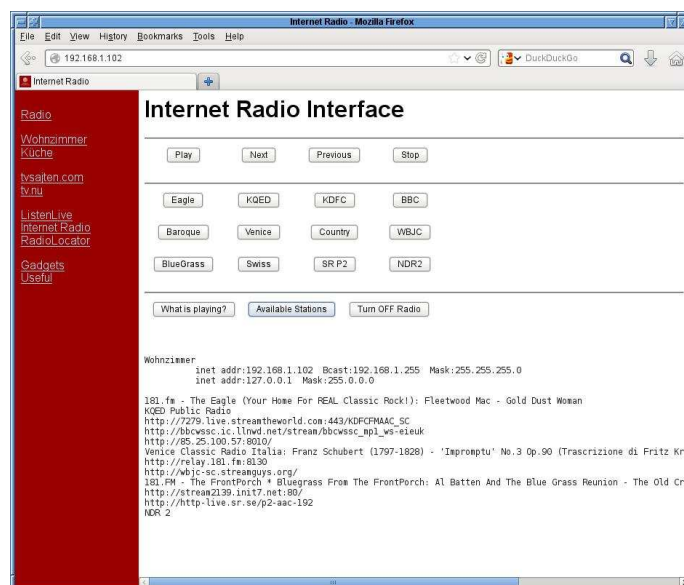 Internet Radio - Mozilla Firefox
File Edit View History Bookmarks Tools Help
192.168.1.102 DuckDuckGo
Internet Radio
Radio
Wohnzimmer
Küche
tvsajten.com
tv.nu
ListenLive
Internet Radio
RadioLocator
Gadgets
Useful
Internet Radio Interface
Play Next Previous Stop
Eagle KQED KDFC BBC
Baroque Venice Country WBJC
BlueGrass Swiss SR P2 NDR2
What is playing? Available Stations Turn OFF Radio
Wohnzimmer
inet addr:192.168.1.102 Bcast:192.168.1.255 Mask:255.255.255.0
inet addr:127.0.0.1 Mask:255.0.0.0
181.fm - The Eagle (Your Home For REAL Classic Rock!): Fleetwood Mac - Gold Dust Woman
KQED Public Radio
http://7279.live.streamtheworld.com:443/KDFCFMAAC_SC
http://bbcwssc.ic.llnwd.net/stream/bbcwssc_mp1_ws-eieuk
http://85.25.100.57:8010/
Venice Classic Radio Italia: Franz Schubert (1797-1828) - 'Impromptu' No.3 Op.90 (Trascrizione di Fritz Kr
http://relay.181.fm:8130
http://wbjc-sc.streamguys.org/
181.FM - The FrontPorch * Bluegrass From The FrontPorch: Al Batten And The Blue Grass Reunion - The Old Cr
http://stream2139.init7.net:80/
http://http-live.sr.se/p2-aac-192
NDR 2